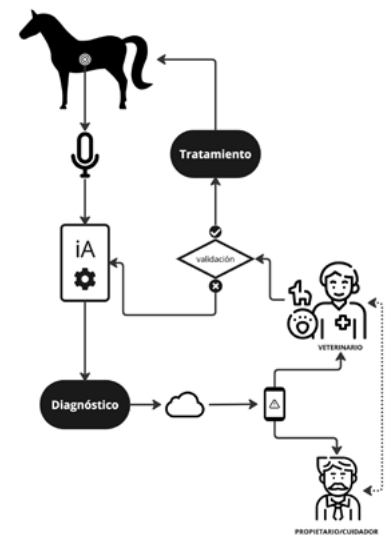 Tratamiento
iA
validación
VETERINARIO
Diagnóstico
PROPIETARIO/CUIDADOR